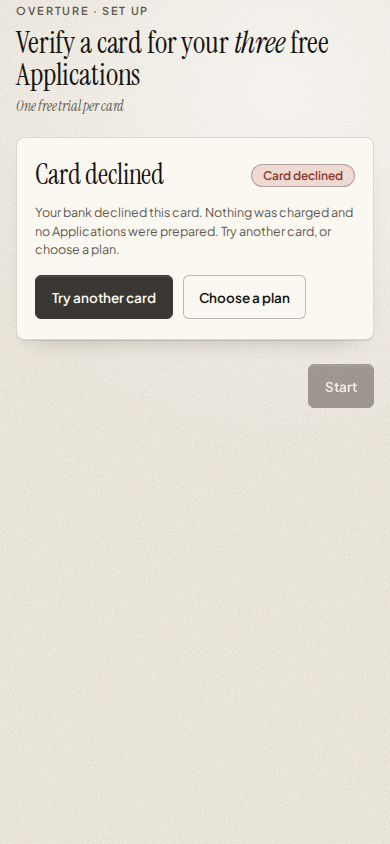 OVERTURE · SET UP
Verify a card for your three free
Applications
One free trial per card
Card declined
Card declined
Your bank declined this card. Nothing was charged and
no Applications were prepared. Try another card, or
choose a plan.
Try another card
Choose a plan
Start